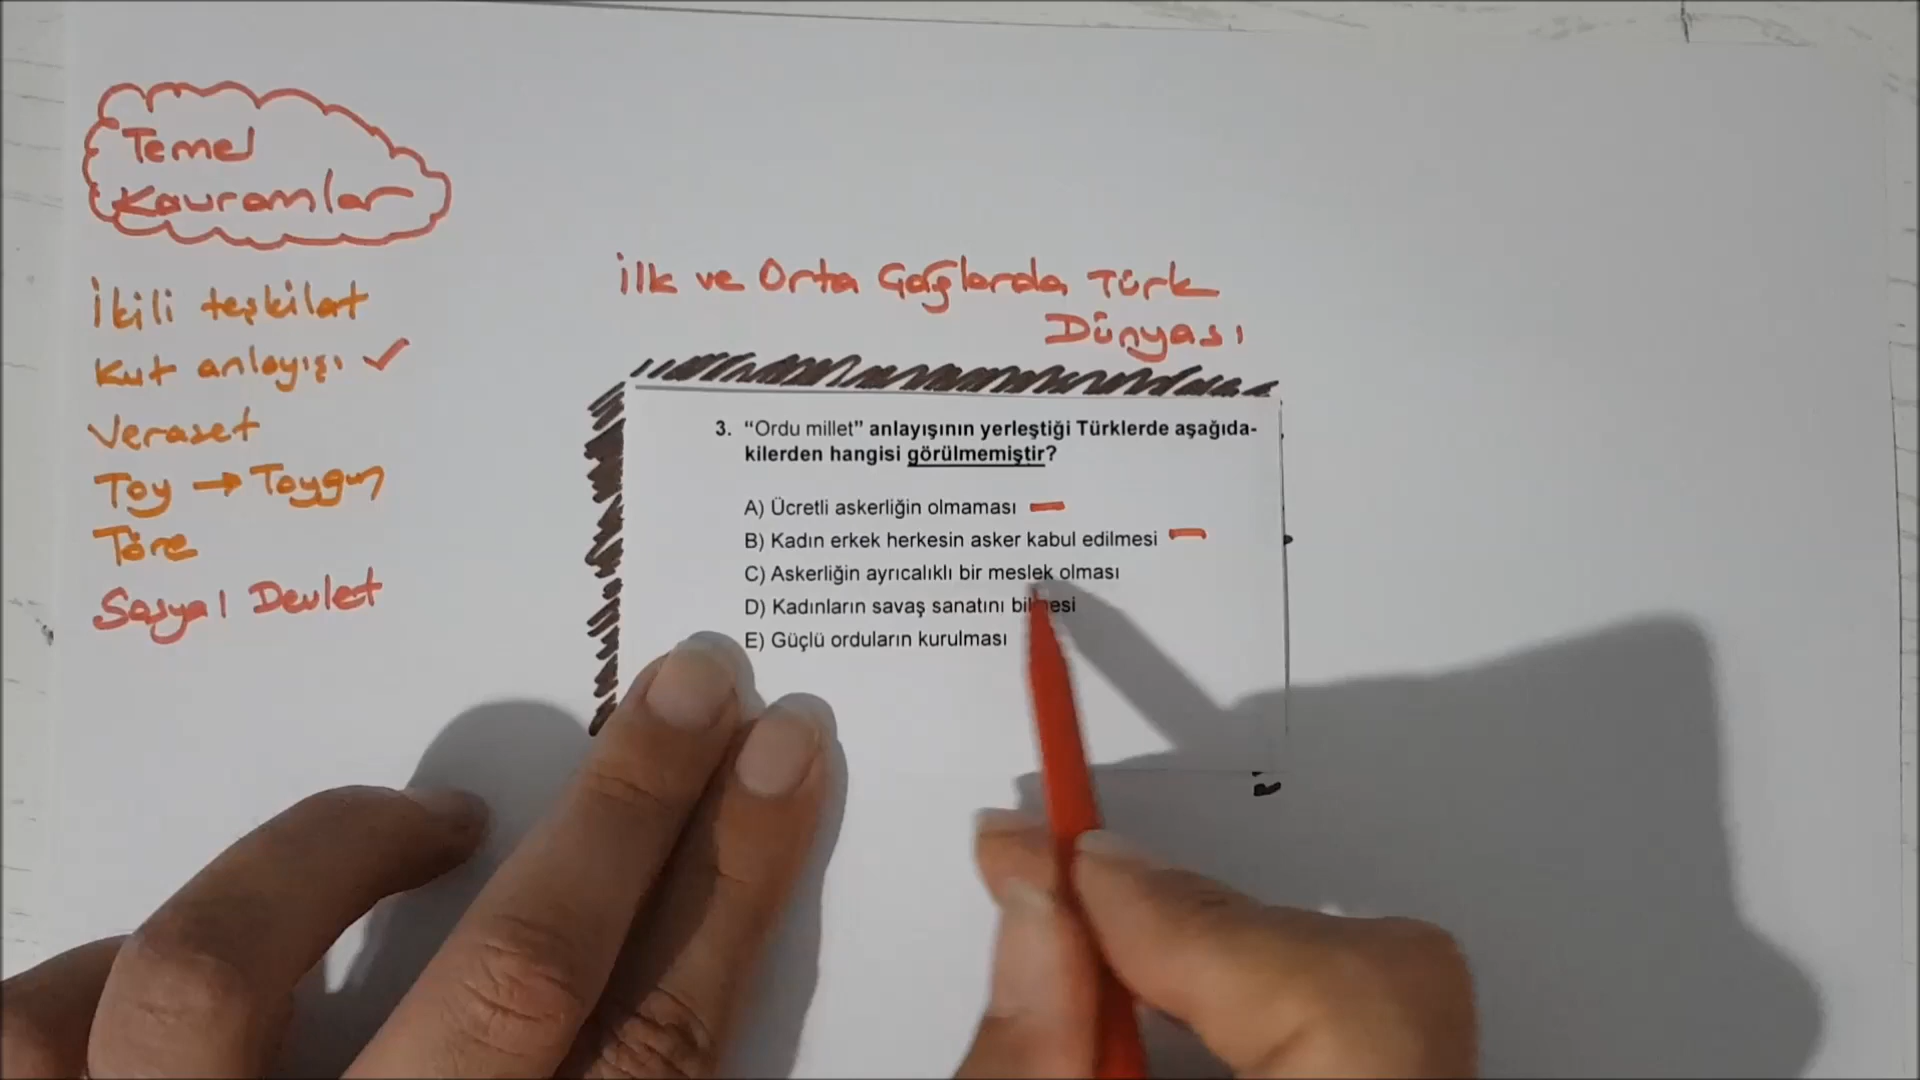 Temel
Kavramlar
İkili teşkilat
Kut anlayışı ✓
Veraset
Toy → Toygun
Töre
Sosyal Devlet
İlk ve Orta Çağlarda Türk
Dünyası
3. “Ordu millet” anlayışının yerleştiği Türklerde aşağıda-
kilerden hangisi görülmemiştir?
A) Ücretli askerliğin olmaması
B) Kadın erkek herkesin asker kabul edilmesi
C) Askerliğin ayrıcalıklı bir meslek olması
D) Kadınların savaş sanatını bilmesi
E) Güçlü orduların kurulması